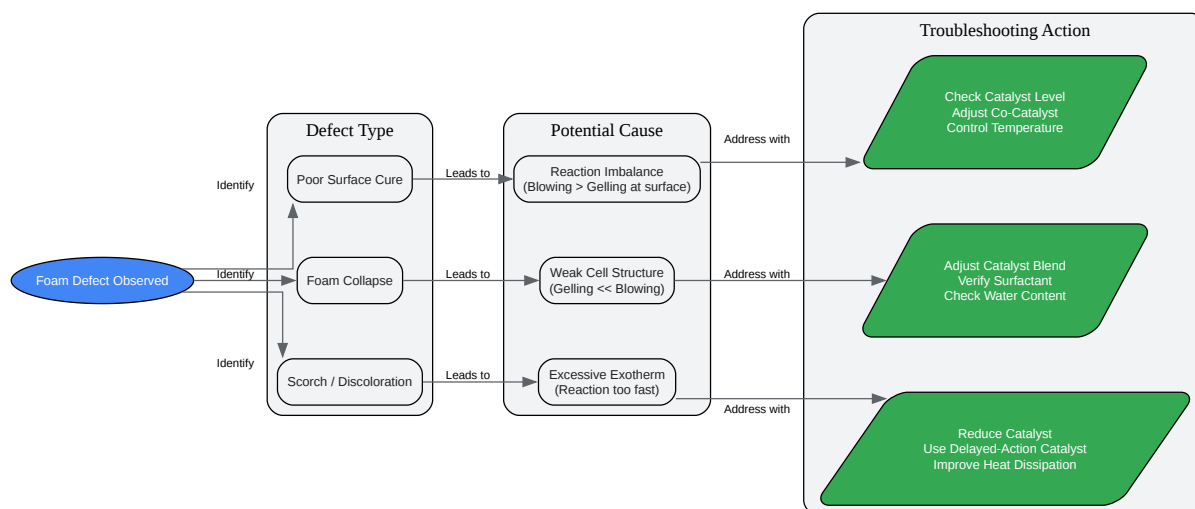 Troubleshooting Action
Check Catalyst Level
Adjust Co-Catalyst
Control Temperature
Defect Type
Potential Cause
Address with
Identify
Poor Surface Cure
Leads to
Reaction Imbalance
(Blowing > Gelling at surface)
Foam Defect Observed
Identify
Foam Collapse
Leads to
Weak Cell Structure
(Gelling << Blowing)
Address with
Adjust Catalyst Blend
Verify Surfactant
Check Water Content
Identify
Scorch / Discoloration
Leads to
Excessive Exotherm
(Reaction too fast)
Address with
Reduce Catalyst
Use Delayed-Action Catalyst
Improve Heat Dissipation